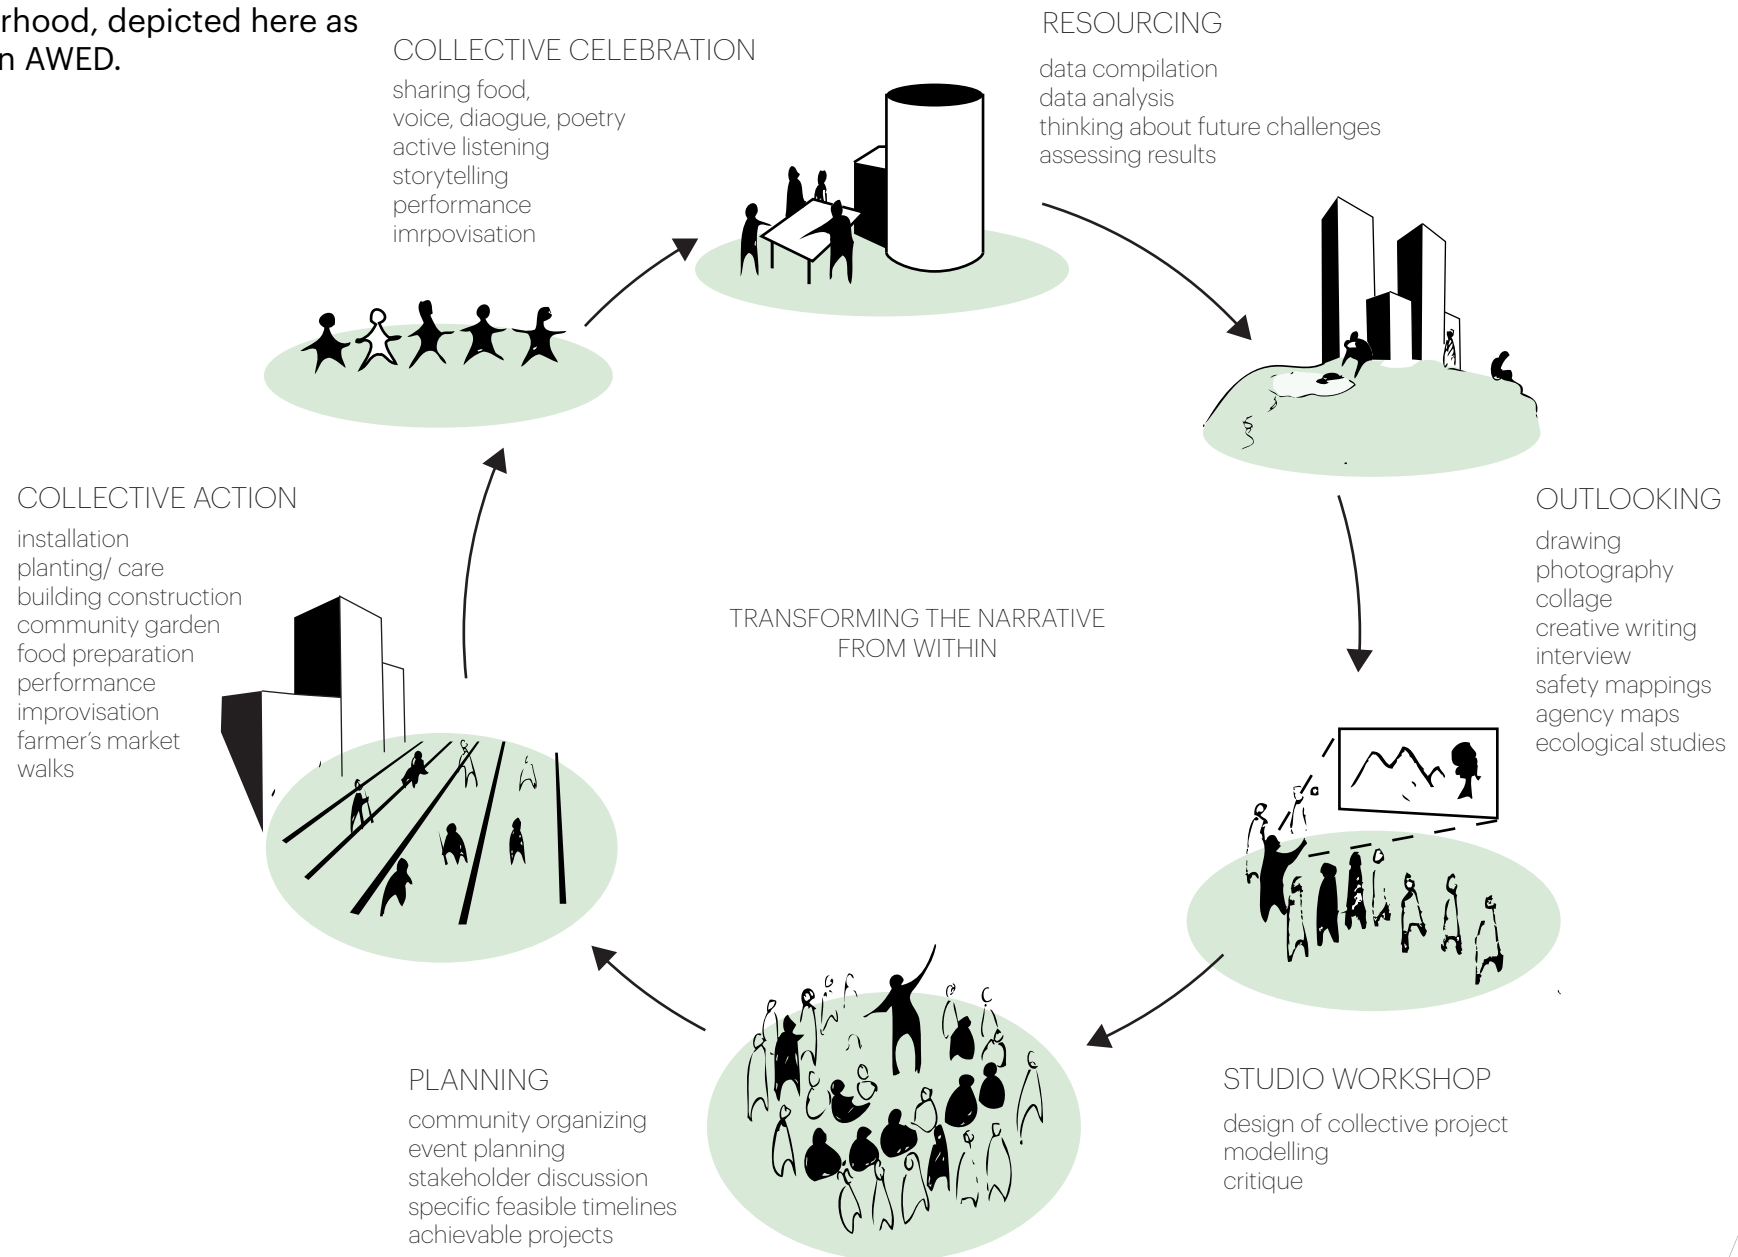 rhood, depicted here as
n AWED.
COLLECTIVE CELEBRATION
sharing food,
voice, diaogue, poetry
active listening
storytelling
performance
imrpovisation
RESOURCING
data compilation
data analysis
thinking about future challenges
assessing results
OUTLOOKING
drawing
photography
collage
creative writing
interview
safety mappings
agency maps
ecological studies
COLLECTIVE ACTION
installation
planting/ care
building construction
community garden
food preparation
performance
improvisation
farmer’s market
walks
TRANSFORMING THE NARRATIVE
FROM WITHIN
PLANNING
community organizing
event planning
stakeholder discussion
specific feasible timelines
achievable projects
STUDIO WORKSHOP
design of collective project
modelling
critique